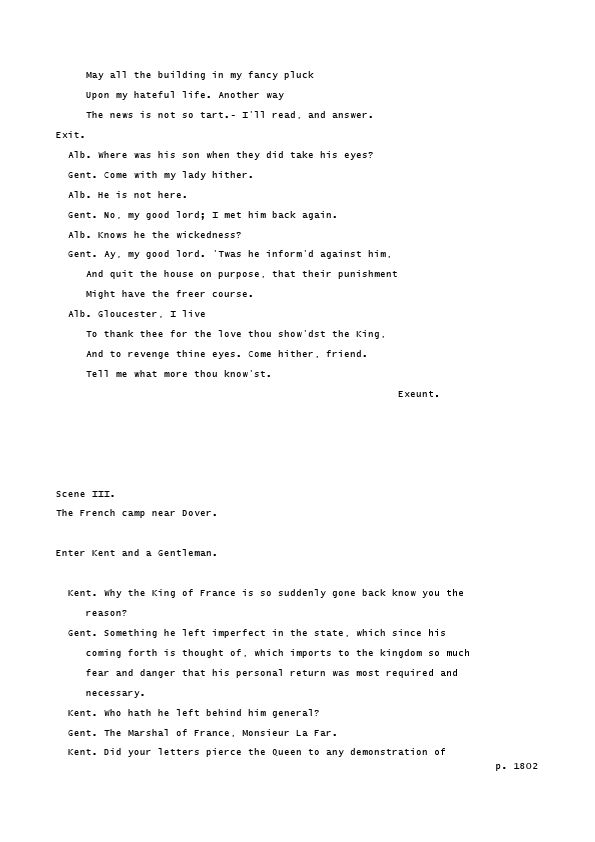 May all the building in my fancy pluck
Upon my hateful life. Another way
The news is not so tart.- I'll read, and answer.
Exit.
Alb. Where was his son when they did take his eyes?
Gent. Come with my lady hither.
Alb. He is not here.
Gent. No, my good lord; I met him back again.
Alb. Knows he the wickedness?
Gent. Ay, my good lord. 'Twas he inform'd against him,
And quit the house on purpose, that their punishment
Might have the freer course.
Alb. Gloucester, I live
To thank thee for the love thou show'dst the King,
And to revenge thine eyes. Come hither, friend.
Tell me what more thou know'st.
Exeunt.
Scene III.
The French camp near Dover.
Enter Kent and a Gentleman.
Kent. Why the King of France is so suddenly gone back know you the
reason?
Gent. Something he left imperfect in the state, which since his
coming forth is thought of, which imports to the kingdom so much
fear and danger that his personal return was most required and
necessary.
Kent. Who hath he left behind him general?
Gent. The Marshal of France, Monsieur La Far.
Kent. Did your letters pierce the Queen to any demonstration of
p. 1802